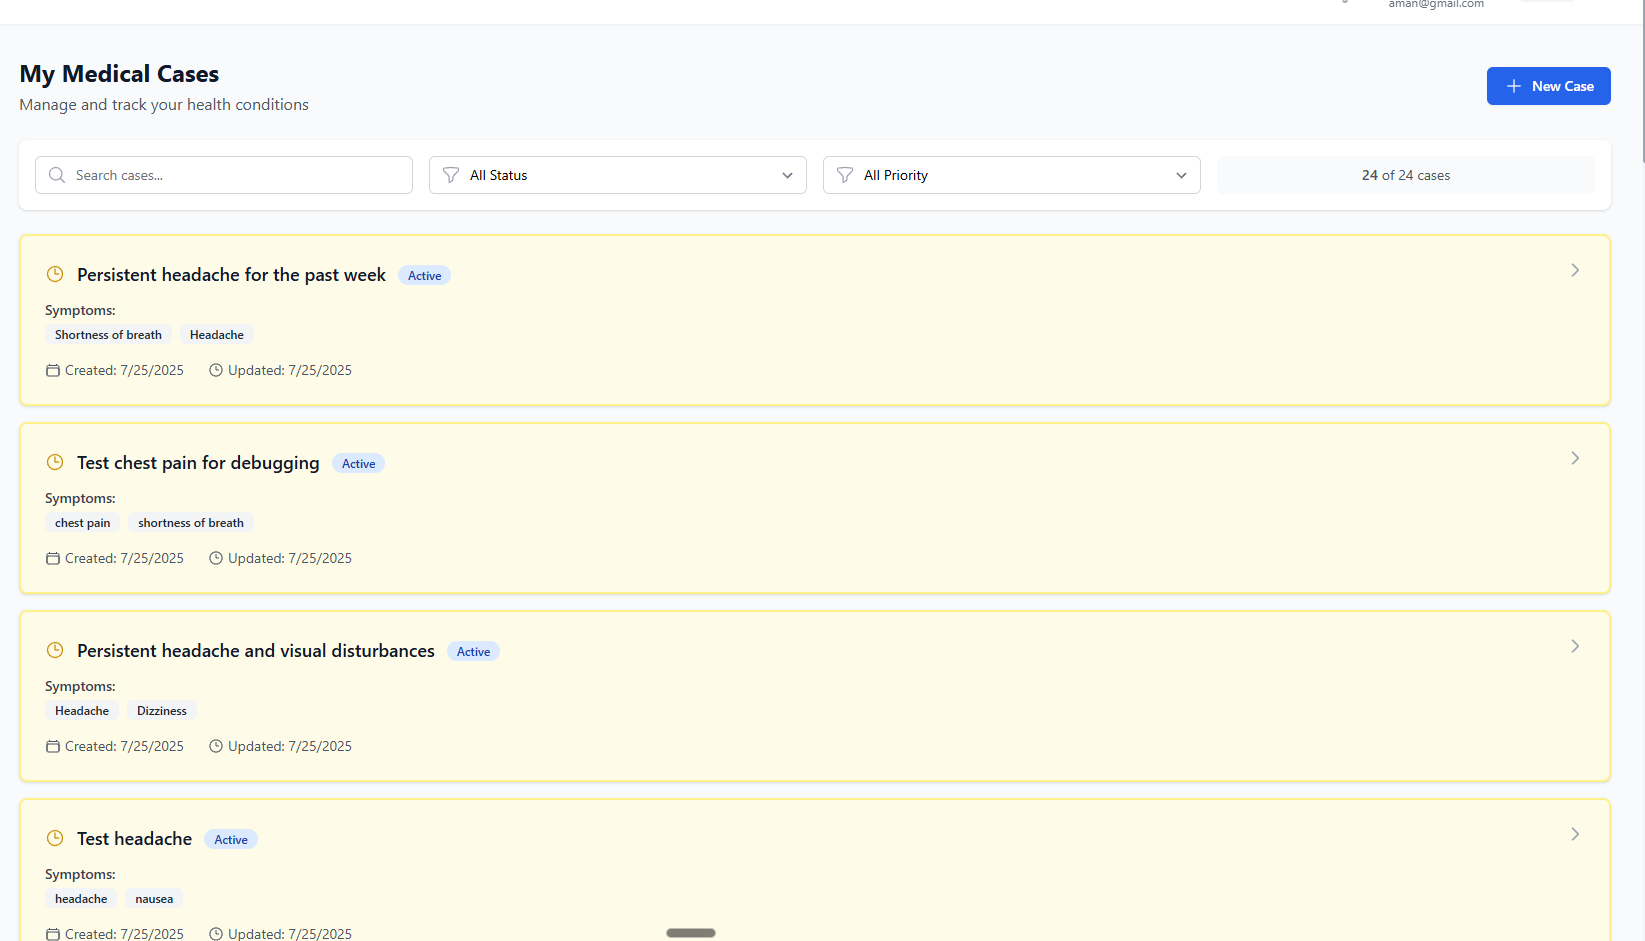 aman@gmail.com
My Medical Cases
Manage and track your health conditions
New Case
Search cases...
All Status
All Priority
24 of 24 cases
Persistent headache for the past week Active
Symptoms:
Shortness of breath Headache
Created: 7/25/2025 Updated: 7/25/2025
Test chest pain for debugging Active
Symptoms:
chest pain shortness of breath
Created: 7/25/2025 Updated: 7/25/2025
Persistent headache and visual disturbances Active
Symptoms:
Headache Dizziness
Created: 7/25/2025 Updated: 7/25/2025
Test headache Active
Symptoms:
headache nausea
Created: 7/25/2025 Updated: 7/25/2025